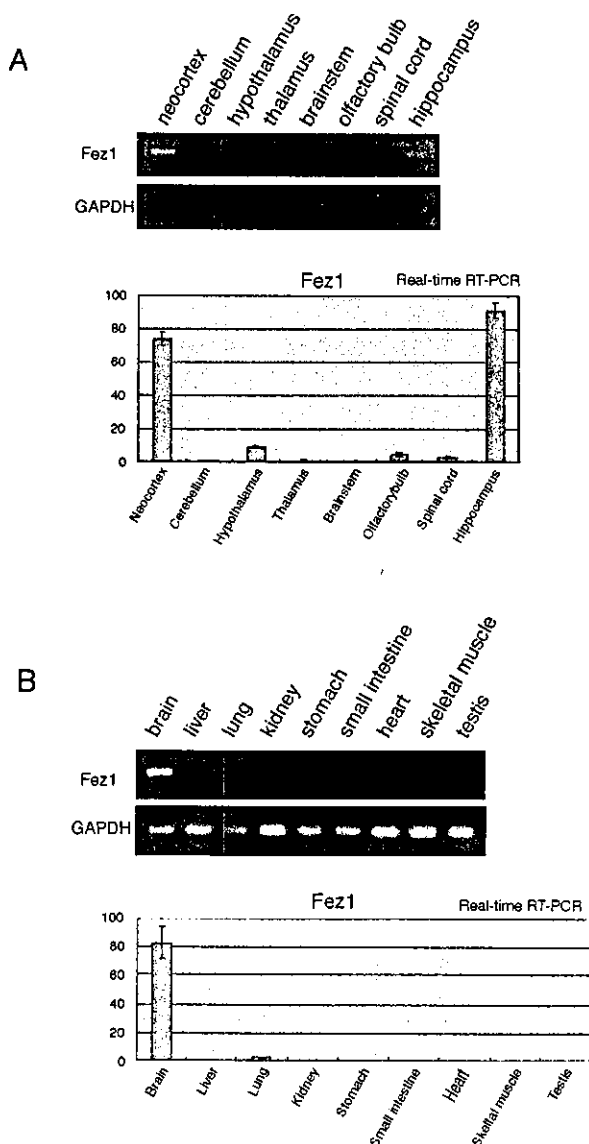 A
neocortex
cerebellum
hypothalamus
thalamus
brainstem
olfactory bulb
spinal cord
hippocampus
Fez1
GAPDH
Fez1 Real-time RT-PCR
100
80
60
40
20
0
Neocortex
Cerebellum
Hypothalamus
Thalamus
Brainstem
Olfactorybulb
Spinal cord
Hippocampus
B
brain
liver
lung
kidney
stomach
small intestine
heart
skeletal muscle
testis
Fez1
GAPDH
Fez1 Real-time RT-PCR
100
80
60
40
20
0
Brain
Liver
Lung
Kidney
Stomach
Small intestine
Heart
Skeltal muscle
Testis